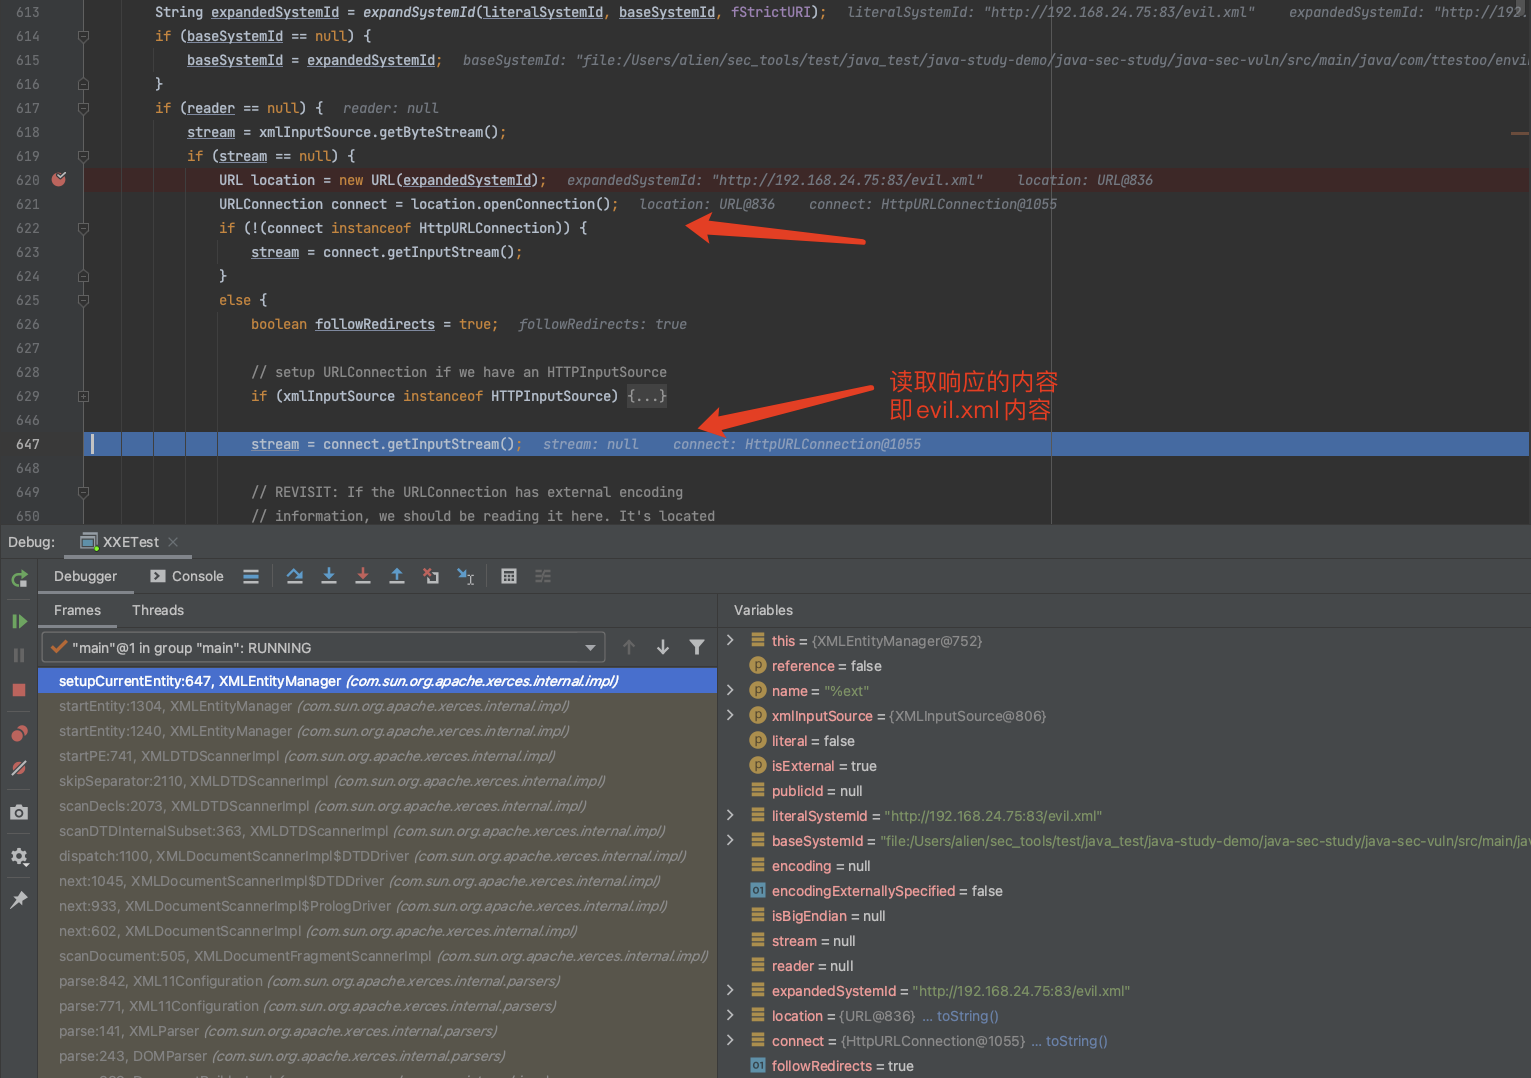 613 String expandedSystemId = expandSystemId(literalSystemId, baseSystemId, fStrictURI); literalSystemId: "http://192.168.24.75:83/evil.xml" expandedSystemId: "http://192.
614 if (baseSystemId == null) {
615 baseSystemId = expandedSystemId; baseSystemId: "file:/Users/alien/sec_tools/test/java_test/java-study-demo/java-sec-study/java-sec-vuln/src/main/java/com/ttestoo/envi
616 }
617 if (reader == null) { reader: null
618 stream = xmlInputSource.getByteStream();
619 if (stream == null) {
620 URL location = new URL(expandedSystemId); expandedSystemId: "http://192.168.24.75:83/evil.xml" location: URL@836
621 URLConnection connect = location.openConnection(); location: URL@836 connect: HttpURLConnection@1055
622 if (!(connect instanceof HttpURLConnection)) {
623 stream = connect.getInputStream();
624 }
625 else {
626 boolean followRedirects = true; followRedirects: true
627
628 // setup URLConnection if we have an HTTPInputSource
629 if (xmlInputSource instanceof HTTPInputSource) {...}
读取响应的内容
即evil.xml内容
646
647 stream = connect.getInputStream(); stream: null connect: HttpURLConnection@1055
648
649 // REVISIT: If the URLConnection has external encoding
650 // information, we should be reading it here. It's located
Debug: XXETest
Debugger Console
Frames Threads
"main"@1 in group "main": RUNNING
setupCurrentEntity:647, XMLEntityManager (com.sun.org.apache.xerces.internal.impl)
startEntity:1304, XMLEntityManager (com.sun.org.apache.xerces.internal.impl)
startEntity:1240, XMLEntityManager (com.sun.org.apache.xerces.internal.impl)
startPE:741, XMLDTDScannerImpl (com.sun.org.apache.xerces.internal.impl)
skipSeparator:2110, XMLDTDScannerImpl (com.sun.org.apache.xerces.internal.impl)
scanDecls:2073, XMLDTDScannerImpl (com.sun.org.apache.xerces.internal.impl)
scanDTDInternalSubset:363, XMLDTDScannerImpl (com.sun.org.apache.xerces.internal.impl)
dispatch:1100, XMLDocumentScannerImpl$DTDDriver (com.sun.org.apache.xerces.internal.impl)
next:1045, XMLDocumentScannerImpl$DTDDriver (com.sun.org.apache.xerces.internal.impl)
next:933, XMLDocumentScannerImpl$PrologDriver (com.sun.org.apache.xerces.internal.impl)
next:602, XMLDocumentScannerImpl (com.sun.org.apache.xerces.internal.impl)
scanDocument:505, XMLDocumentFragmentScannerImpl (com.sun.org.apache.xerces.internal.impl)
parse:842, XML11Configuration (com.sun.org.apache.xerces.internal.parsers)
parse:771, XML11Configuration (com.sun.org.apache.xerces.internal.parsers)
parse:141, XMLParser (com.sun.org.apache.xerces.internal.parsers)
parse:243, DOMParser (com.sun.org.apache.xerces.internal.parsers)
Variables
this = {XMLEntityManager@752}
reference = false
name = "%ext"
xmlInputSource = {XMLInputSource@806}
literal = false
isExternal = true
publicId = null
literalSystemId = "http://192.168.24.75:83/evil.xml"
baseSystemId = "file:/Users/alien/sec_tools/test/java_test/java-study-demo/java-sec-study/java-sec-vuln/src/main/jav
encoding = null
encodingExternallySpecified = false
isBigEndian = null
stream = null
reader = null
expandedSystemId = "http://192.168.24.75:83/evil.xml"
location = {URL@836} ... toString()
connect = {HttpURLConnection@1055} ... toString()
followRedirects = true